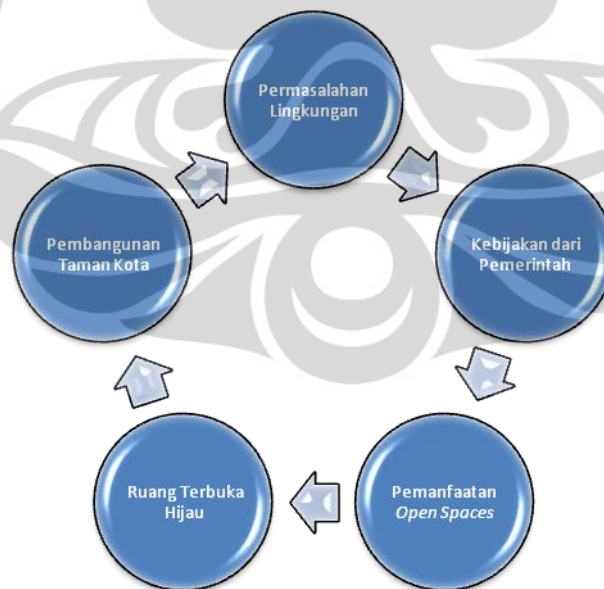 Permasalahan
Lingkungan
Kebijakan dari
Pemerintah
Pemanfaatan
Open Spaces
Ruang Terbuka
Hijau
Pembangunan
Taman Kota